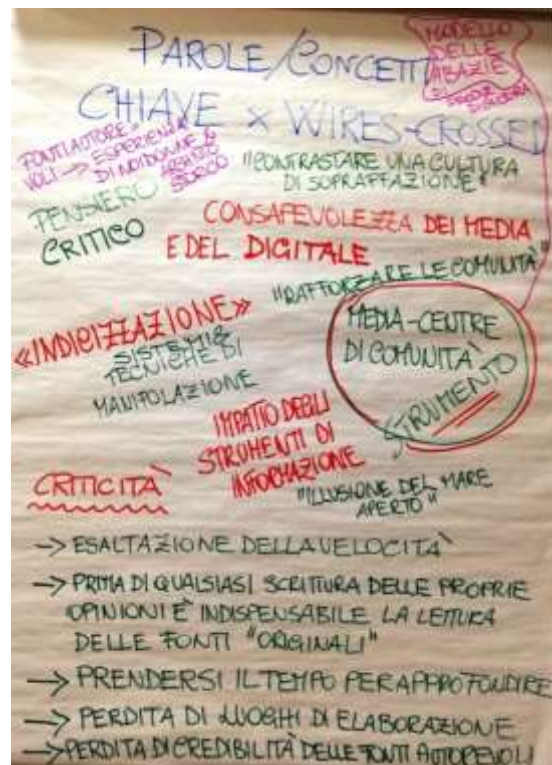 PAROLE/CONCETTI
CHIAVE x WIRES-CROSSED
MODELLO
DELLE
ABAZIE
FONTI AUTORE-
VOLI → ESPERIENZA
DI NOI DONNE &
STORICO
"CONTRASTARE UNA CULTURA
DI SOPRAFFAZIONE"
PENSIERO
CRITICO
CONSAPEVOLEZZA DEI MEDIA
E DEL DIGITALE
"RAFFORZARE LE COMUNITÀ"
«INDICIZZAZIONE»
SISTEMI &
TECNICHE DI
MANIPOLAZIONE
MEDIA-CENTRE
DI COMUNITÀ
STRUMENTO
IMPATTO DEGLI
STRUMENTI DI
INFORMAZIONE
"ILLUSIONE DEL MARE
APERTO"
CRITICITÀ
→ ESALTAZIONE DELLA VELOCITÀ
→ PRIMA DI QUALSIASI SCRITTURA DELLE PROPRIE
OPINIONI È INDISPENSABILE LA LETTURA
DELLE FONTI "ORIGINALI"
→ PRENDERSI IL TEMPO PER APPROFONDIRE
→ PERDITA DI LUOGHI DI ELABORAZIONE
→ PERDITA DI CREDIBILITÀ DELLE FONTI AUTOREVOLI